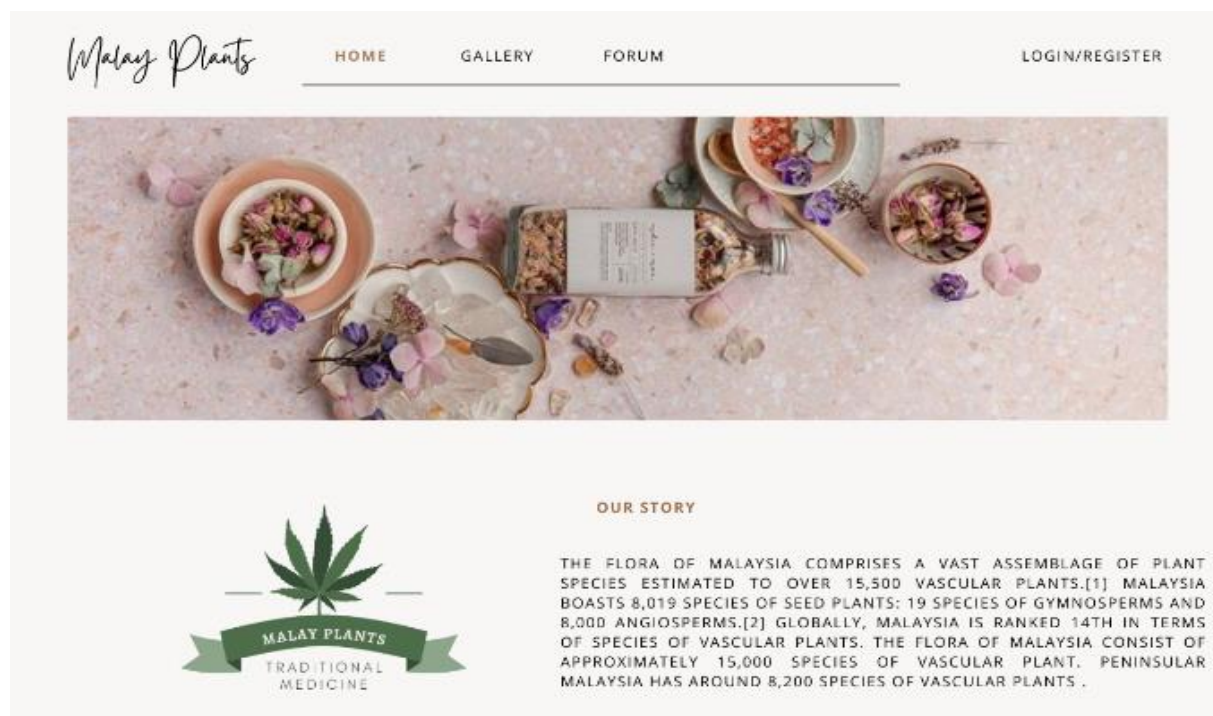 Malay Plants
HOME
GALLERY
FORUM
LOGIN/REGISTER
OUR STORY
THE FLORA OF MALAYSIA COMPRISES A VAST ASSEMBLAGE OF PLANT
SPECIES ESTIMATED TO OVER 15,500 VASCULAR PLANTS.[1] MALAYSIA
BOASTS 8,019 SPECIES OF SEED PLANTS: 19 SPECIES OF GYMNOSPERMS AND
8,000 ANGIOSPERMS.[2] GLOBALLY, MALAYSIA IS RANKED 14TH IN TERMS
OF SPECIES OF VASCULAR PLANTS. THE FLORA OF MALAYSIA CONSIST OF
APPROXIMATELY 15,000 SPECIES OF VASCULAR PLANT. PENINSULAR
MALAYSIA HAS AROUND 8,200 SPECIES OF VASCULAR PLANTS .
MALAY PLANTS
TRADITIONAL
MEDICINE